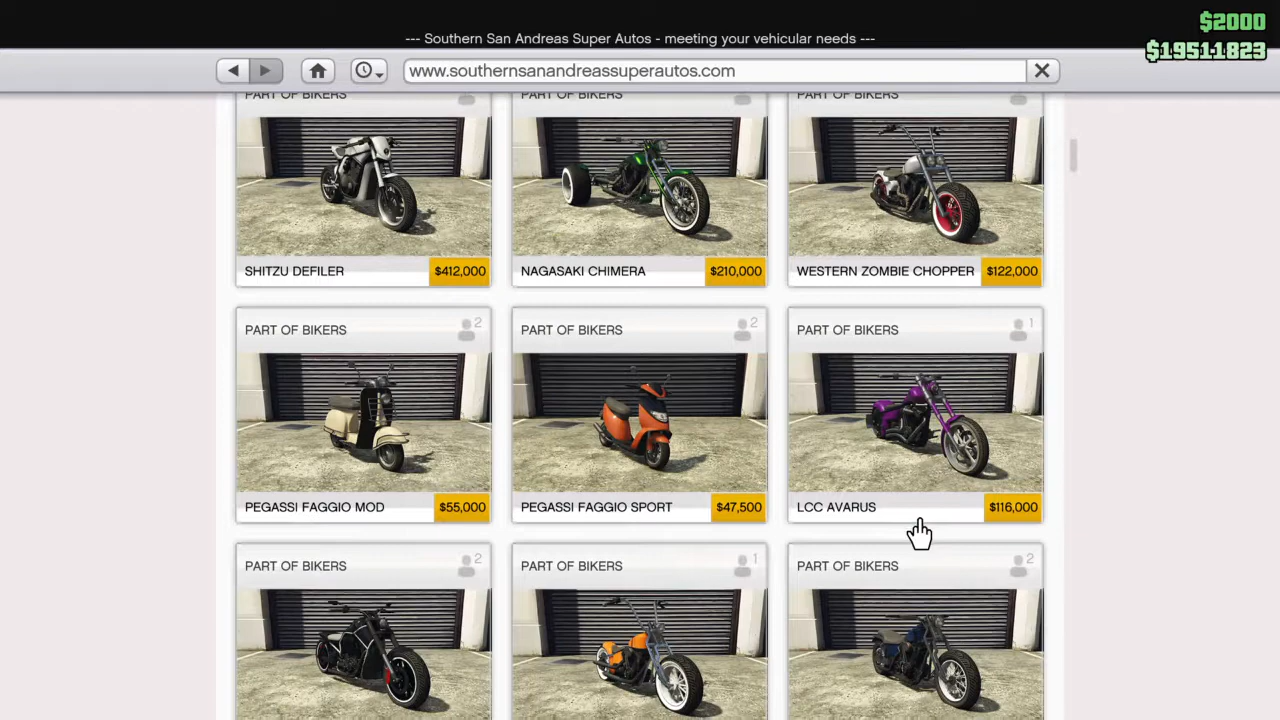 $2000
--- Southern San Andreas Super Autos - meeting your vehicular needs ---
$19511823
www.southernsanandreassuperautos.com
PART OF BIKERS
PART OF BIKERS
PART OF BIKERS
SHITZU DEFILER $412,000
NAGASAKI CHIMERA $210,000
WESTERN ZOMBIE CHOPPER $122,000
PART OF BIKERS 2
PART OF BIKERS 2
PART OF BIKERS 1
PEGASSI FAGGIO MOD $55,000
PEGASSI FAGGIO SPORT $47,500
LCC AVARUS $116,000
PART OF BIKERS 2
PART OF BIKERS 1
PART OF BIKERS 2